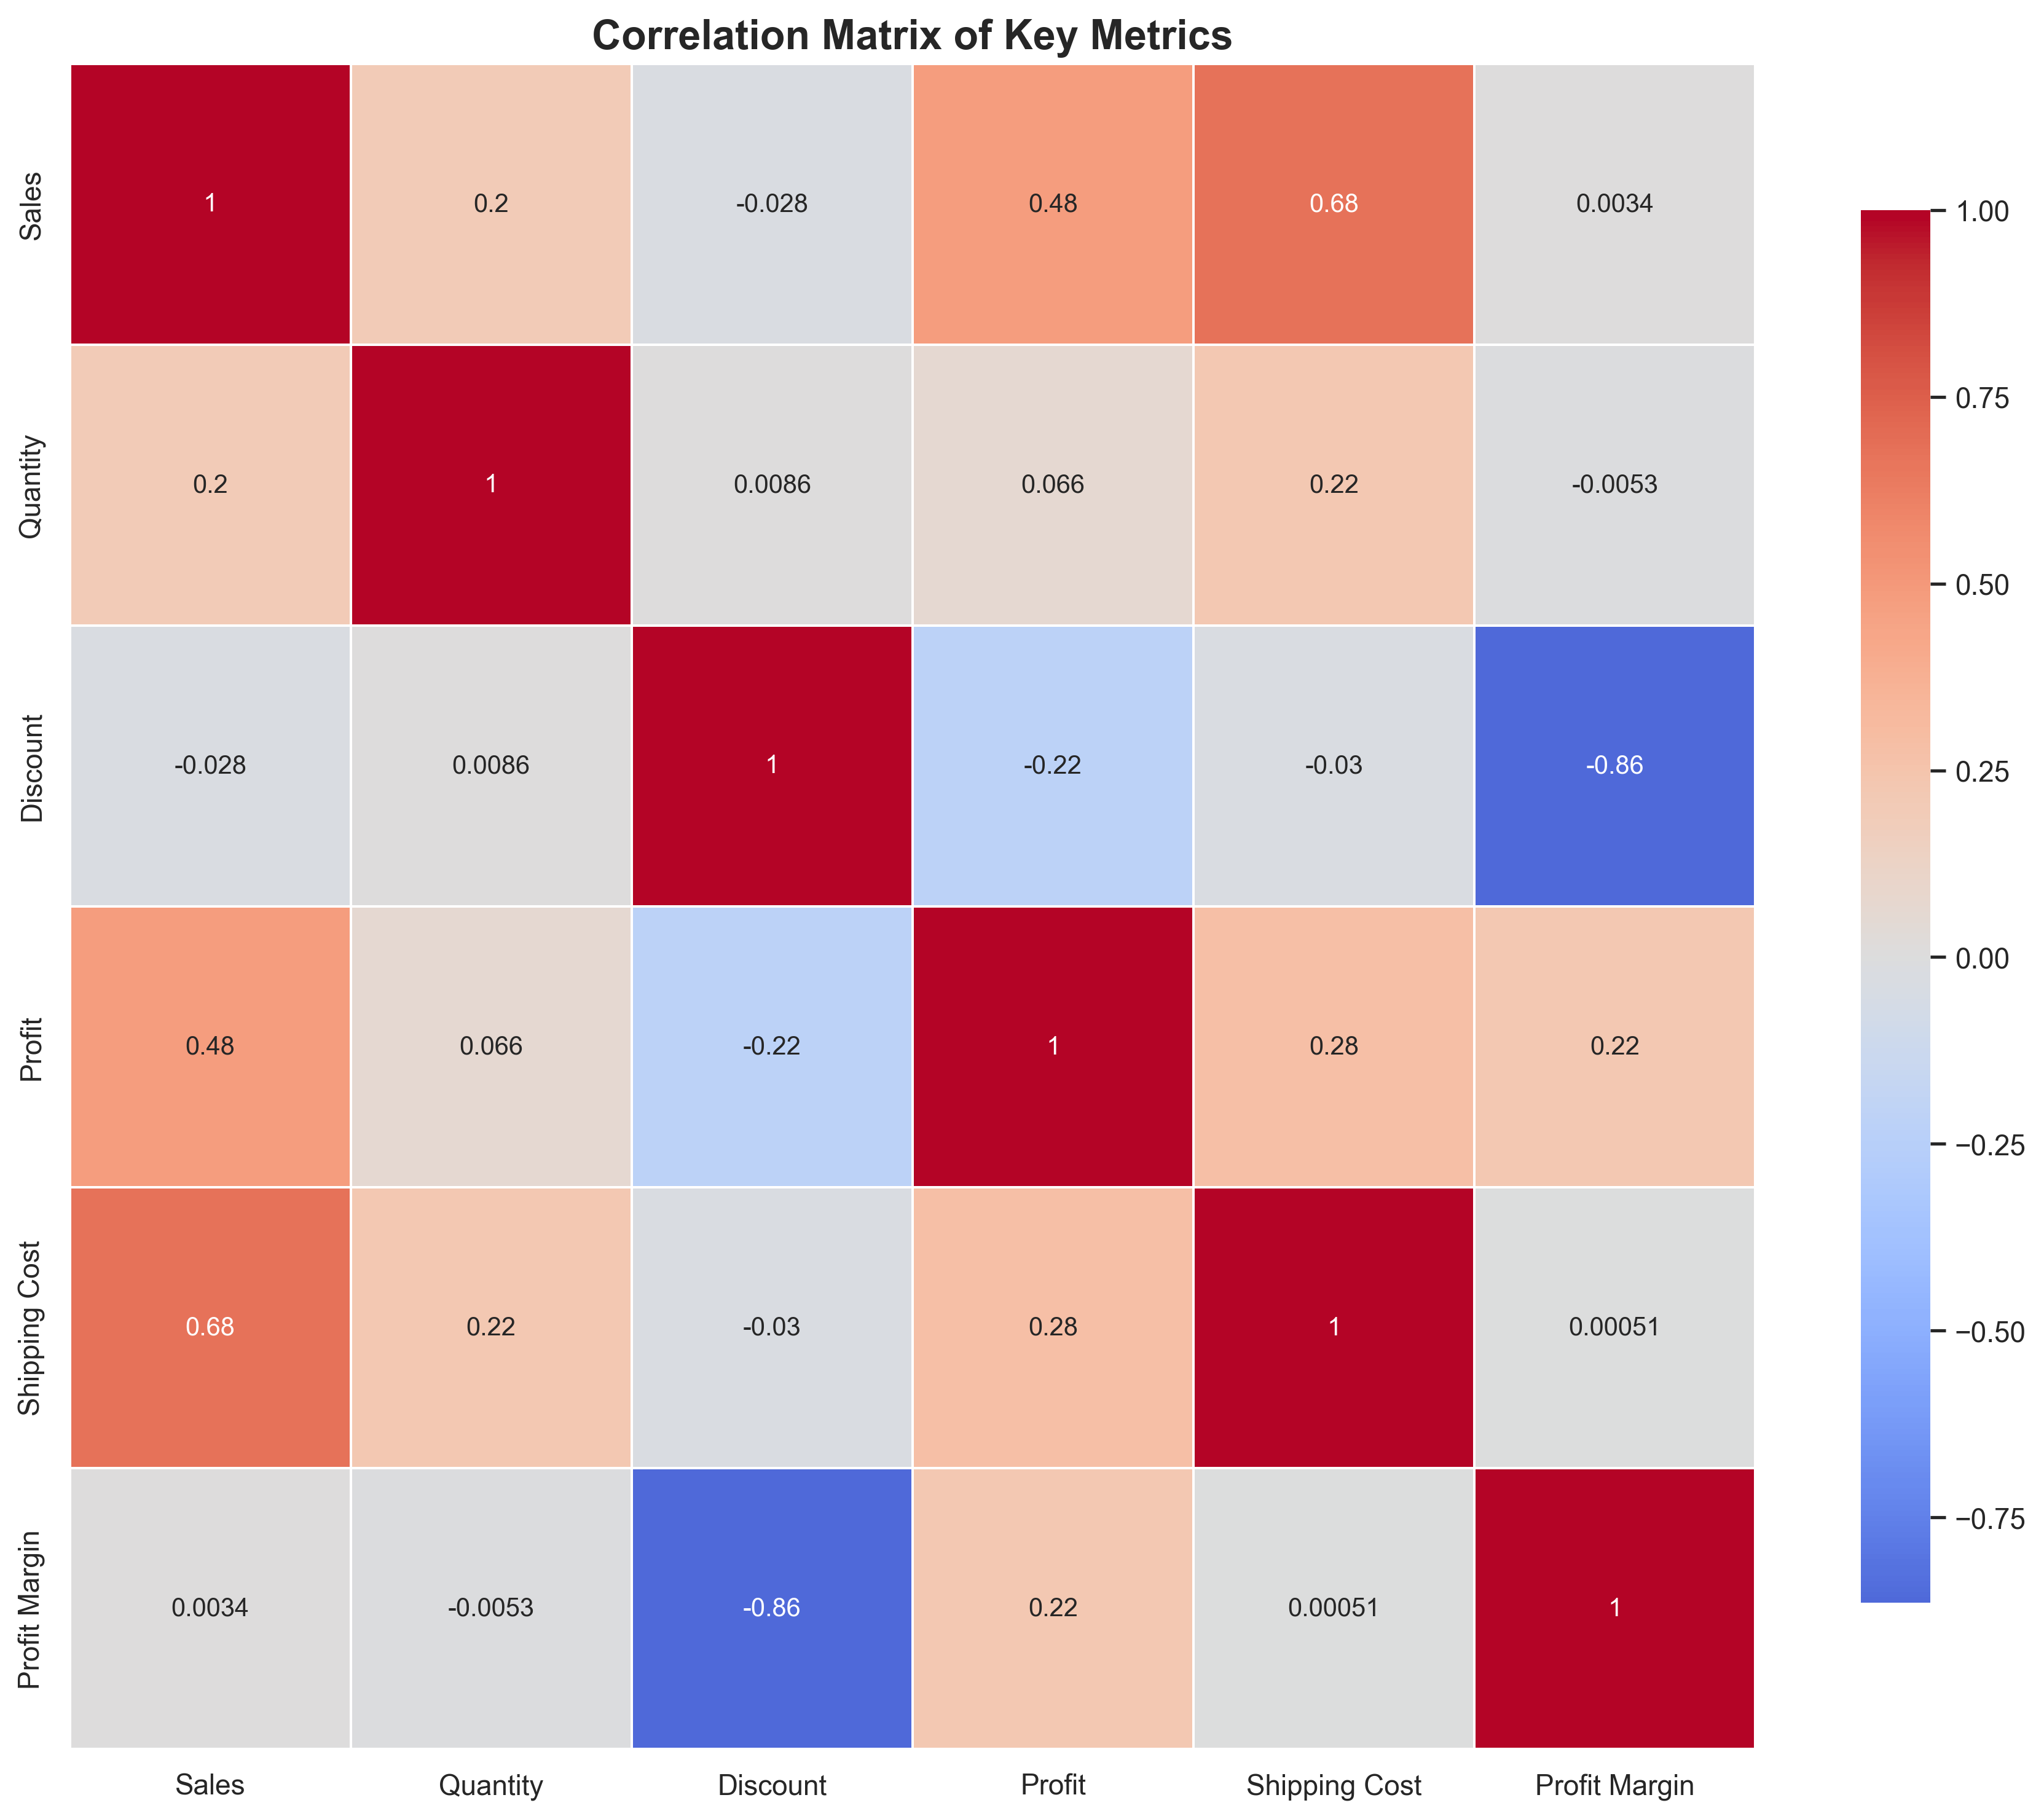 Correlation Matrix of Key Metrics
Sales 1 0.2 -0.028 0.48 0.68 0.0034
Quantity 0.2 1 0.0086 0.066 0.22 -0.0053
Discount -0.028 0.0086 1 -0.22 -0.03 -0.86
Profit 0.48 0.066 -0.22 1 0.28 0.22
Shipping Cost 0.68 0.22 -0.03 0.28 1 0.00051
Profit Margin 0.0034 -0.0053 -0.86 0.22 0.00051 1
Sales Quantity Discount Profit Shipping Cost Profit Margin
1.00
0.75
0.50
0.25
0.00
−0.25
−0.50
−0.75